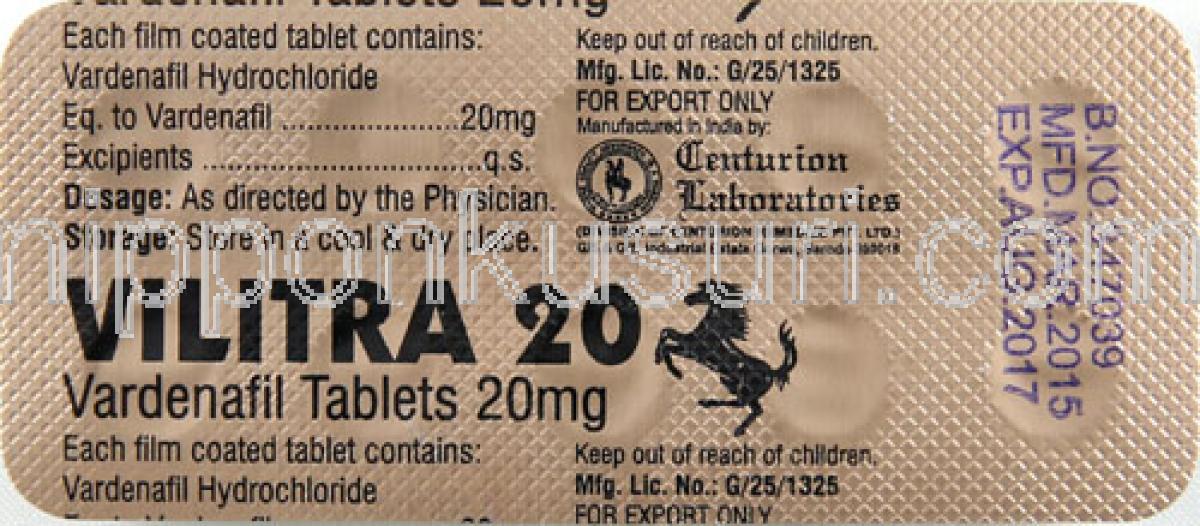 Vardenafil Tablets 20mg
Each film coated tablet contains:
Vardenafil Hydrochloride
Eq. to Vardenafil ......................20mg
Excipients ...................................q.s.
Dosage: As directed by the Physician.
Storage: Store in a cool & dry place.
Keep out of reach of children.
Mfg. Lic. No.: G/25/1325
FOR EXPORT ONLY
Manufactured in India by:
Centurion
Laboratories
VILITRA 20
Vardenafil Tablets 20mg
Each film coated tablet contains:
Vardenafil Hydrochloride
Keep out of reach of children.
Mfg. Lic. No.: G/25/1325
FOR EXPORT ONLY
MFD.MAR.2015
EXP.AUG.2017
nipponkusuri.com